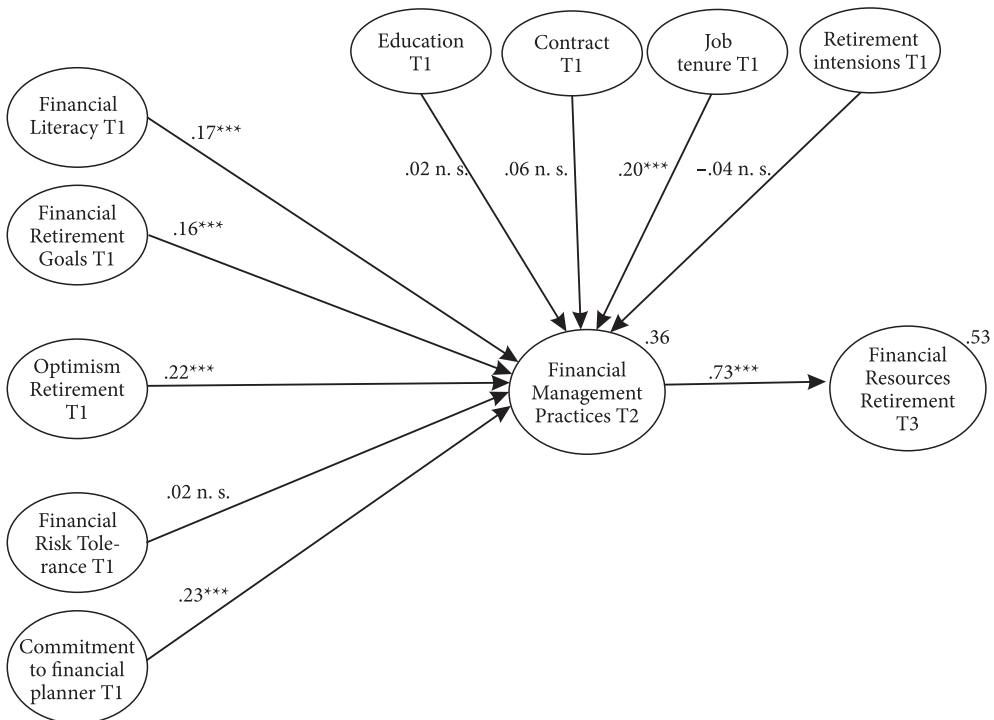 Education
T1
Contract
T1
Job
tenure T1
Retirement
intensions T1
Financial
Literacy T1
.17***
.02 n. s.
.06 n. s.
.20***
–.04 n. s.
Financial
Retirement
Goals T1
.16***
Optimism
Retirement
T1
.22***
Financial
Management
Practices T2
.36
.73***
Financial
Resources
Retirement
T3
.53
Financial
Risk Tole-
rance T1
.02 n. s.
Commitment
to financial
planner T1
.23***